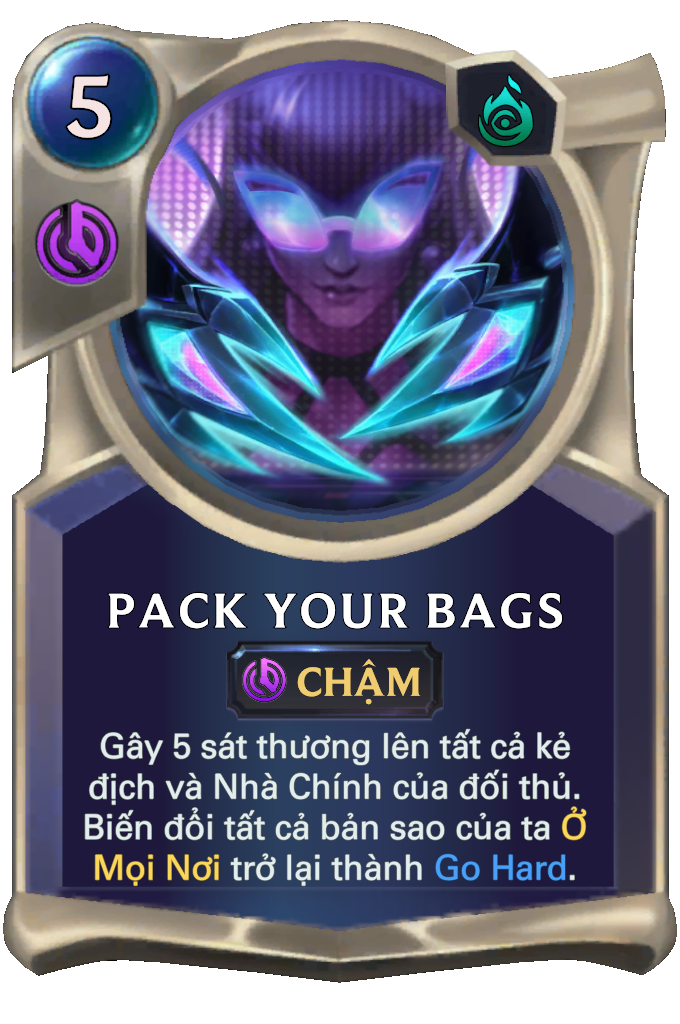 5
PACK YOUR BAGS
CHẬM
Gây 5 sát thương lên tất cả kẻ
địch và Nhà Chính của đối thủ.
Biến đổi tất cả bản sao của ta Ở
Mọi Nơi trở lại thành Go Hard.